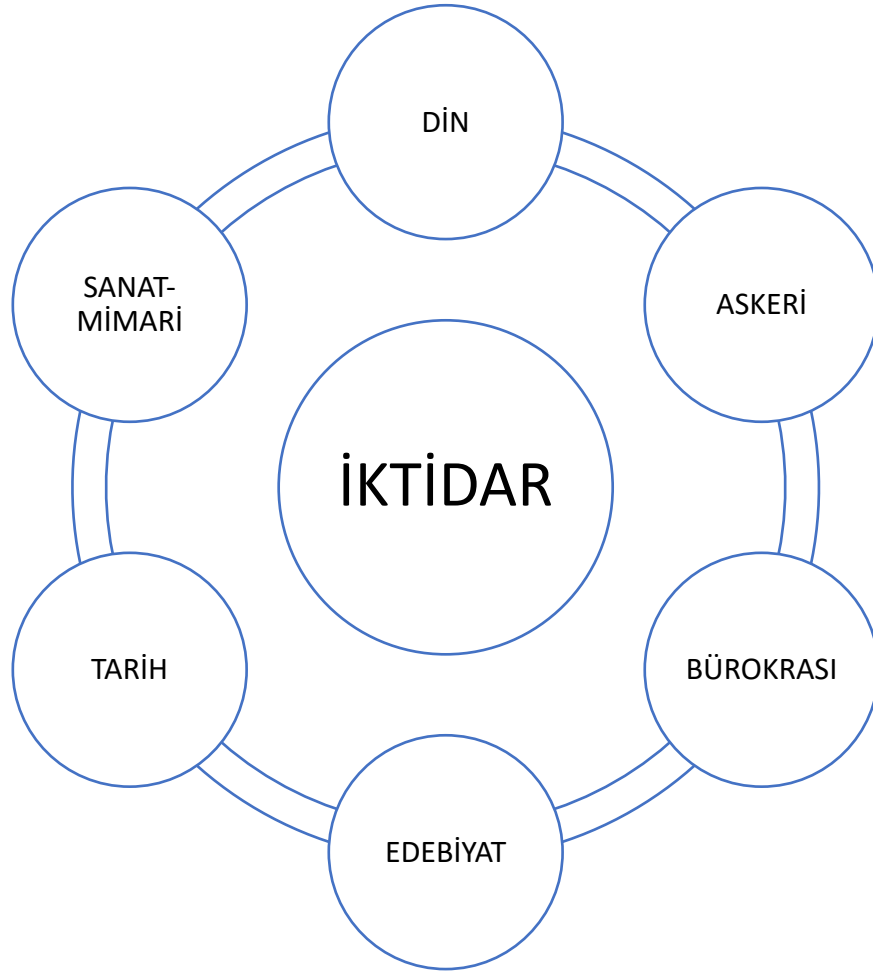 DİN
SANAT-
MİMARİ
ASKERİ
İKTİDAR
TARİH
BÜROKRASI
EDEBİYAT